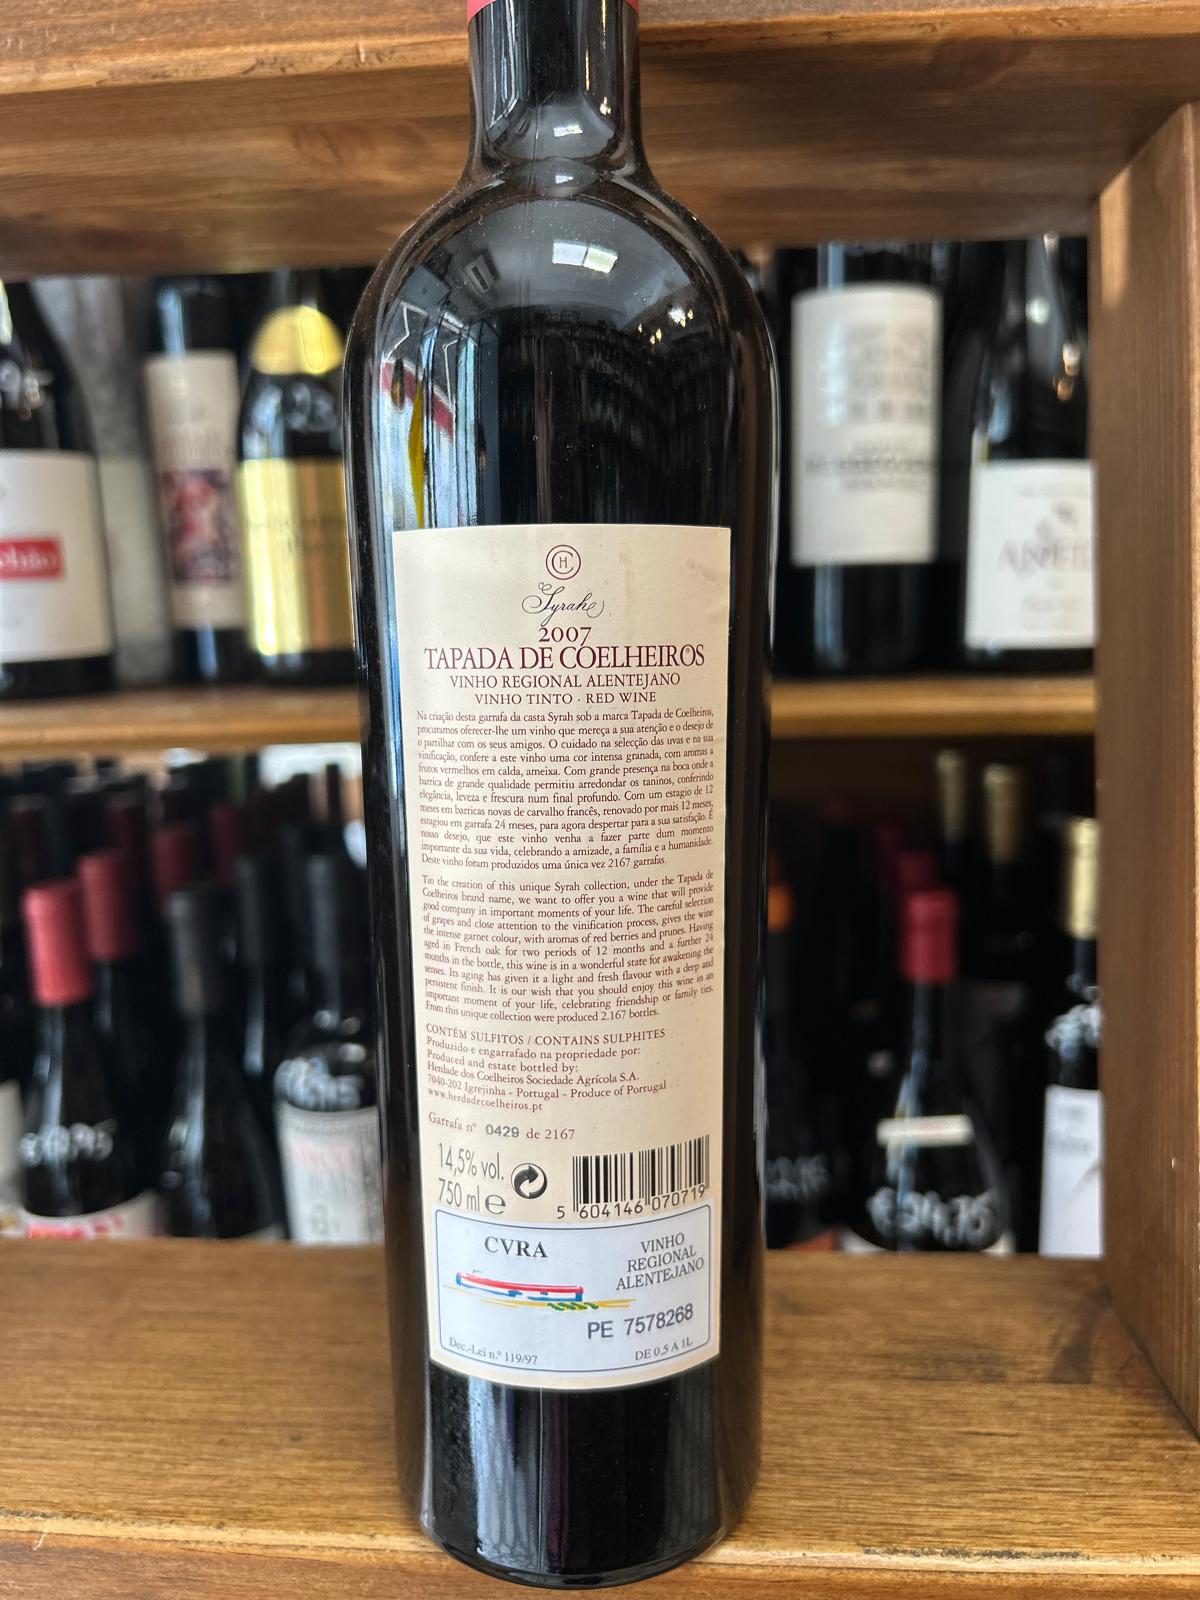 HC
Syrah
2007
TAPADA DE COELHEIROS
VINHO REGIONAL ALENTEJANO
VINHO TINTO · RED WINE
Na criação desta garrafa da casta Syrah sob a marca Tapada de Coelheiros,
procuramos oferecer-lhe um vinho que mereça a sua atenção e o desejo de
o partilhar com os seus amigos. O cuidado na selecção das uvas e na sua
vinificação, confere a este vinho uma cor intensa granada, com aromas a
frutos vermelhos em calda, ameixa. Com grande presença na boca onde a
barrica de grande qualidade permitiu arredondar os taninos, conferindo
elegância, leveza e frescura num final profundo. Com um estagio de 12
meses em barricas novas de carvalho francês, renovado por mais 12 meses,
estagiou em garrafa 24 meses, para agora despertar para a sua satisfação. É
nosso desejo, que este vinho venha a fazer parte dum momento
importante da sua vida, celebrando a amizade, a família e a humanidade.
Deste vinho foram produzidos uma única vez 2167 garrafas.
Tin the creation of this unique Syrah collection, under the Tapada de
Coelheiros brand name, we want to offer you a wine that will provide
good company in important moments of your life. The careful selection
of grapes and close attention to the vinification process, gives the wine
the intense garnet colour, with aromas of red berries and prunes. Having
aged in French oak for two periods of 12 months and a further 24
months in the bottle, this wine is in a wonderful state for awakening the
senses. Its aging has given it a light and fresh flavour with a deep and
persistent finish. It is our wish that you should enjoy this wine in an
important moment of your life, celebrating friendship or family ties.
From this unique collection were produced 2.167 bottles.
CONTÉM SULFITOS / CONTAINS SULPHITES
Produzido e engarrafado na propriedade por:
Produced and estate bottled by:
Herdade dos Coelheiros Sociedade Agrícola S.A.
7040-202 Igrejinha - Portugal - Produce of Portugal
www.herdadecoelheiros.pt
Garrafa nº 0429 de 2167
14,5% vol.
750 ml e
5 604146 070719
CVRA
VINHO
REGIONAL
ALENTEJANO
PE 7578268
Dec.-Lei n.º 119/97
DE 0.5 A 1L
€24,75